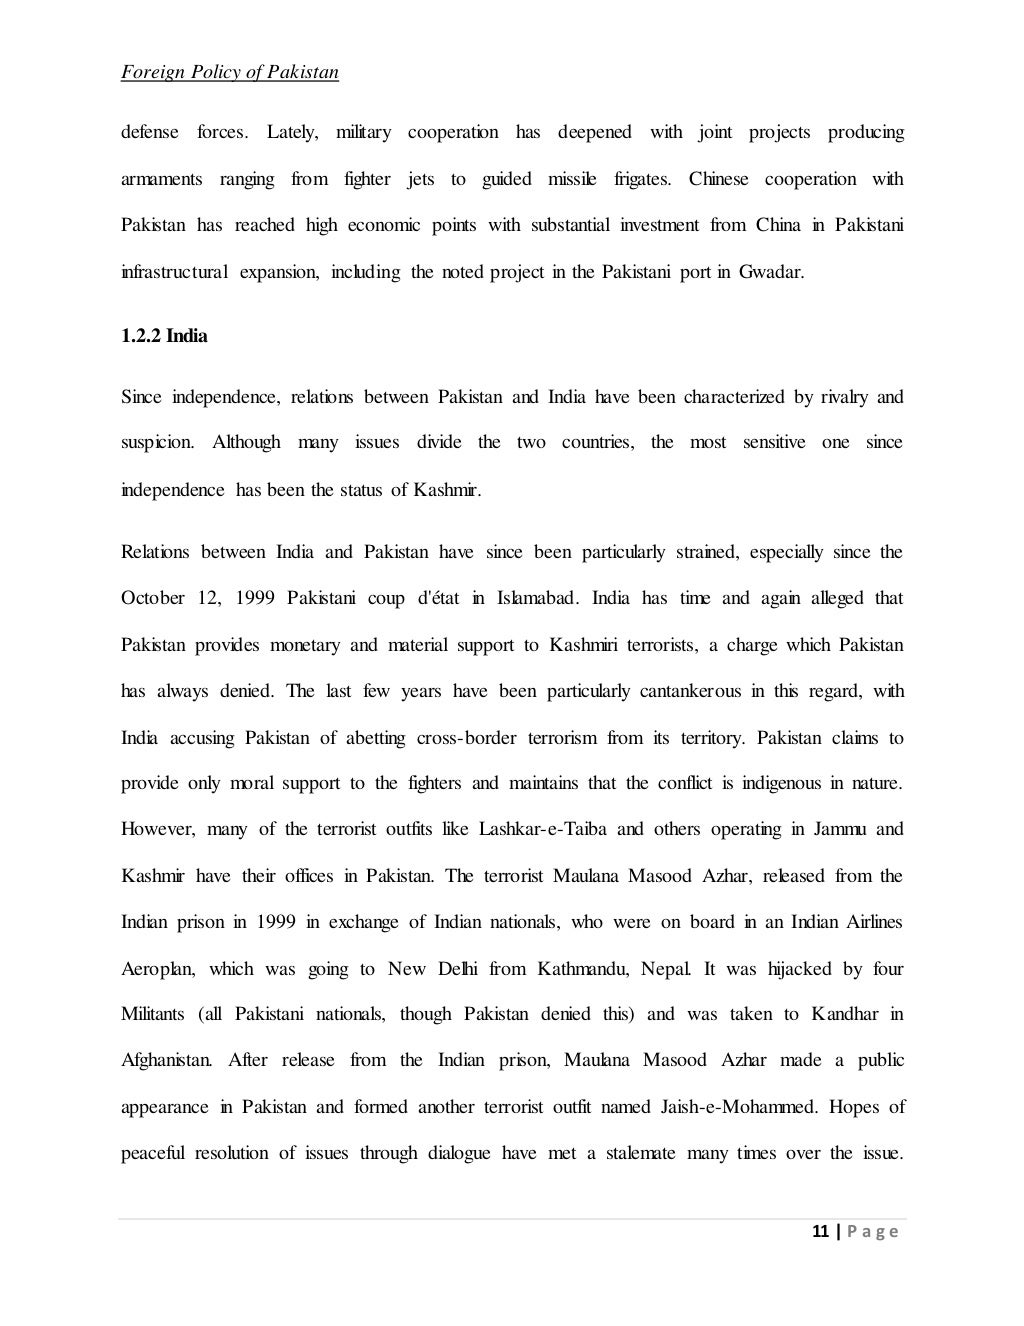 Foreign Policy of Pakistan
defense forces. Lately, military cooperation has deepened with joint projects producing
armaments ranging from fighter jets to guided missile frigates. Chinese cooperation with
Pakistan has reached high economic points with substantial investment from China in Pakistani
infrastructural expansion, including the noted project in the Pakistani port in Gwadar.
1.2.2 India
Since independence, relations between Pakistan and India have been characterized by rivalry and
suspicion. Although many issues divide the two countries, the most sensitive one since
independence has been the status of Kashmir.
Relations between India and Pakistan have since been particularly strained, especially since the
October 12, 1999 Pakistani coup d'état in Islamabad. India has time and again alleged that
Pakistan provides monetary and material support to Kashmiri terrorists, a charge which Pakistan
has always denied. The last few years have been particularly cantankerous in this regard, with
India accusing Pakistan of abetting cross-border terrorism from its territory. Pakistan claims to
provide only moral support to the fighters and maintains that the conflict is indigenous in nature.
However, many of the terrorist outfits like Lashkar-e-Taiba and others operating in Jammu and
Kashmir have their offices in Pakistan. The terrorist Maulana Masood Azhar, released from the
Indian prison in 1999 in exchange of Indian nationals, who were on board in an Indian Airlines
Aeroplan, which was going to New Delhi from Kathmandu, Nepal. It was hijacked by four
Militants (all Pakistani nationals, though Pakistan denied this) and was taken to Kandhar in
Afghanistan. After release from the Indian prison, Maulana Masood Azhar made a public
appearance in Pakistan and formed another terrorist outfit named Jaish-e-Mohammed. Hopes of
peaceful resolution of issues through dialogue have met a stalemate many times over the issue.
11 | Page